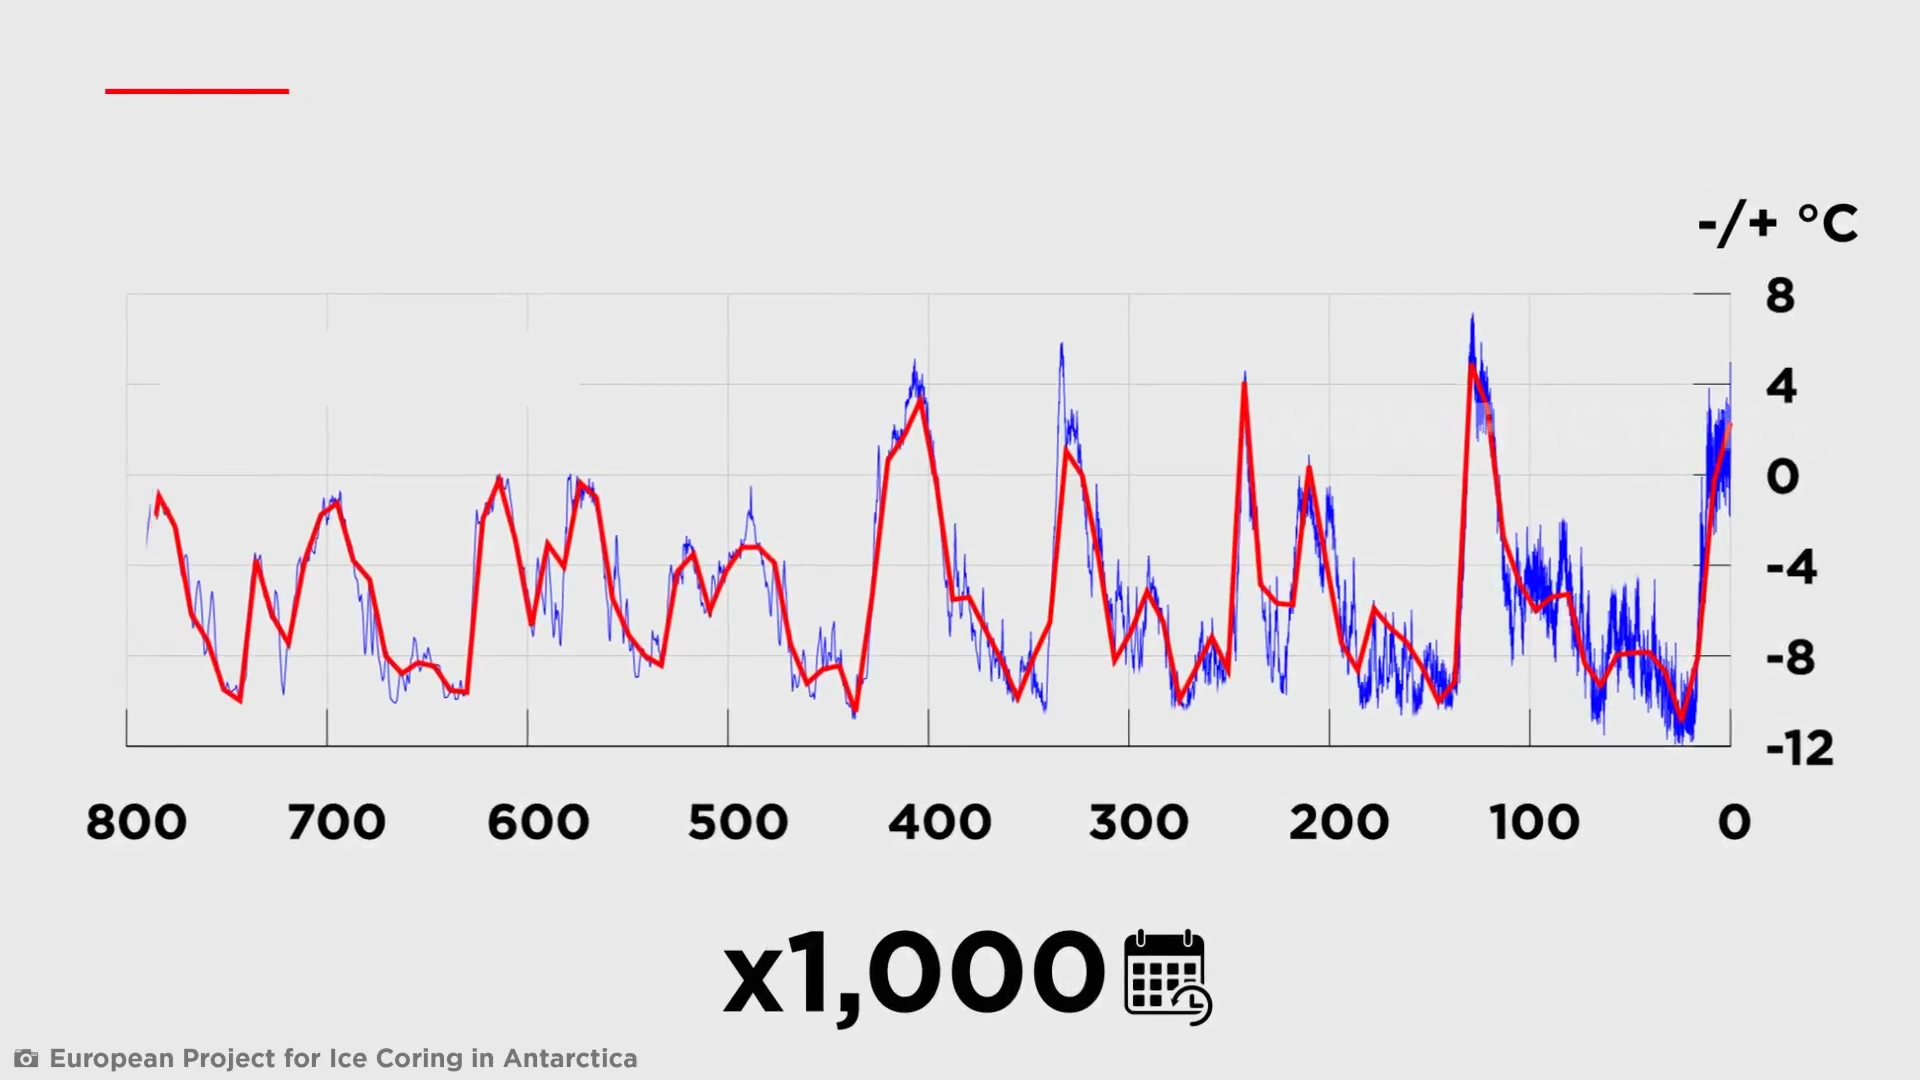 -/+ °C
8
4
0
-4
-8
-12
800 700 600 500 400 300 200 100 0
x1,000
European Project for Ice Coring in Antarctica